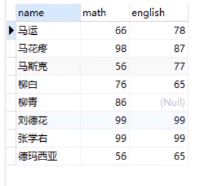 name math english
马运 66 78
马花疼 98 87
马斯克 56 77
柳白 76 65
柳青 86 (Null)
刘德花 99 99
张学右 99 99
德玛西亚 56 65